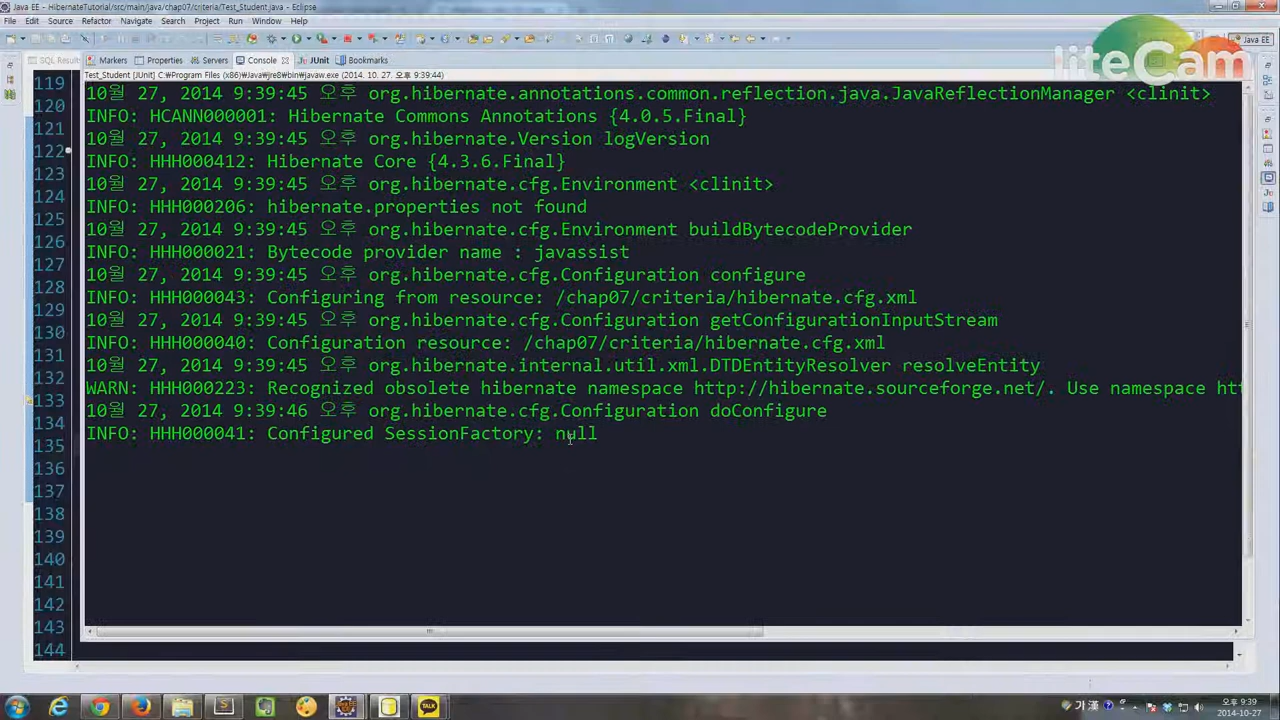 Java EE - HibernateTutorial/src/main/java/chap07/criteria/Test_Student.java - Eclipse
File Edit Source Refactor Navigate Search Project Run Window Help
Java EE
liteCam
SQL Results Markers Properties Servers Console JUnit Bookmarks
Test_Student [JUnit] C:₩Program Files (x86)₩Java₩jre8₩bin₩javaw.exe (2014. 10. 27. 오후 9:39:44)
119
120
121
122
123
124
125
126
127
128
129
130
131
132
133
134
135
136
137
138
139
140
141
142
143
144
10월 27, 2014 9:39:45 오후 org.hibernate.annotations.common.reflection.java.JavaReflectionManager <clinit>
INFO: HCANN000001: Hibernate Commons Annotations {4.0.5.Final}
10월 27, 2014 9:39:45 오후 org.hibernate.Version logVersion
INFO: HHH000412: Hibernate Core {4.3.6.Final}
10월 27, 2014 9:39:45 오후 org.hibernate.cfg.Environment <clinit>
INFO: HHH000206: hibernate.properties not found
10월 27, 2014 9:39:45 오후 org.hibernate.cfg.Environment buildBytecodeProvider
INFO: HHH000021: Bytecode provider name : javassist
10월 27, 2014 9:39:45 오후 org.hibernate.cfg.Configuration configure
INFO: HHH000043: Configuring from resource: /chap07/criteria/hibernate.cfg.xml
10월 27, 2014 9:39:45 오후 org.hibernate.cfg.Configuration getConfigurationInputStream
INFO: HHH000040: Configuration resource: /chap07/criteria/hibernate.cfg.xml
10월 27, 2014 9:39:45 오후 org.hibernate.internal.util.xml.DTDEntityResolver resolveEntity
WARN: HHH000223: Recognized obsolete hibernate namespace http://hibernate.sourceforge.net/. Use namespace htt
10월 27, 2014 9:39:46 오후 org.hibernate.cfg.Configuration doConfigure
INFO: HHH000041: Configured SessionFactory: null
TALK
가 漢
오후 9:39
2014-10-27